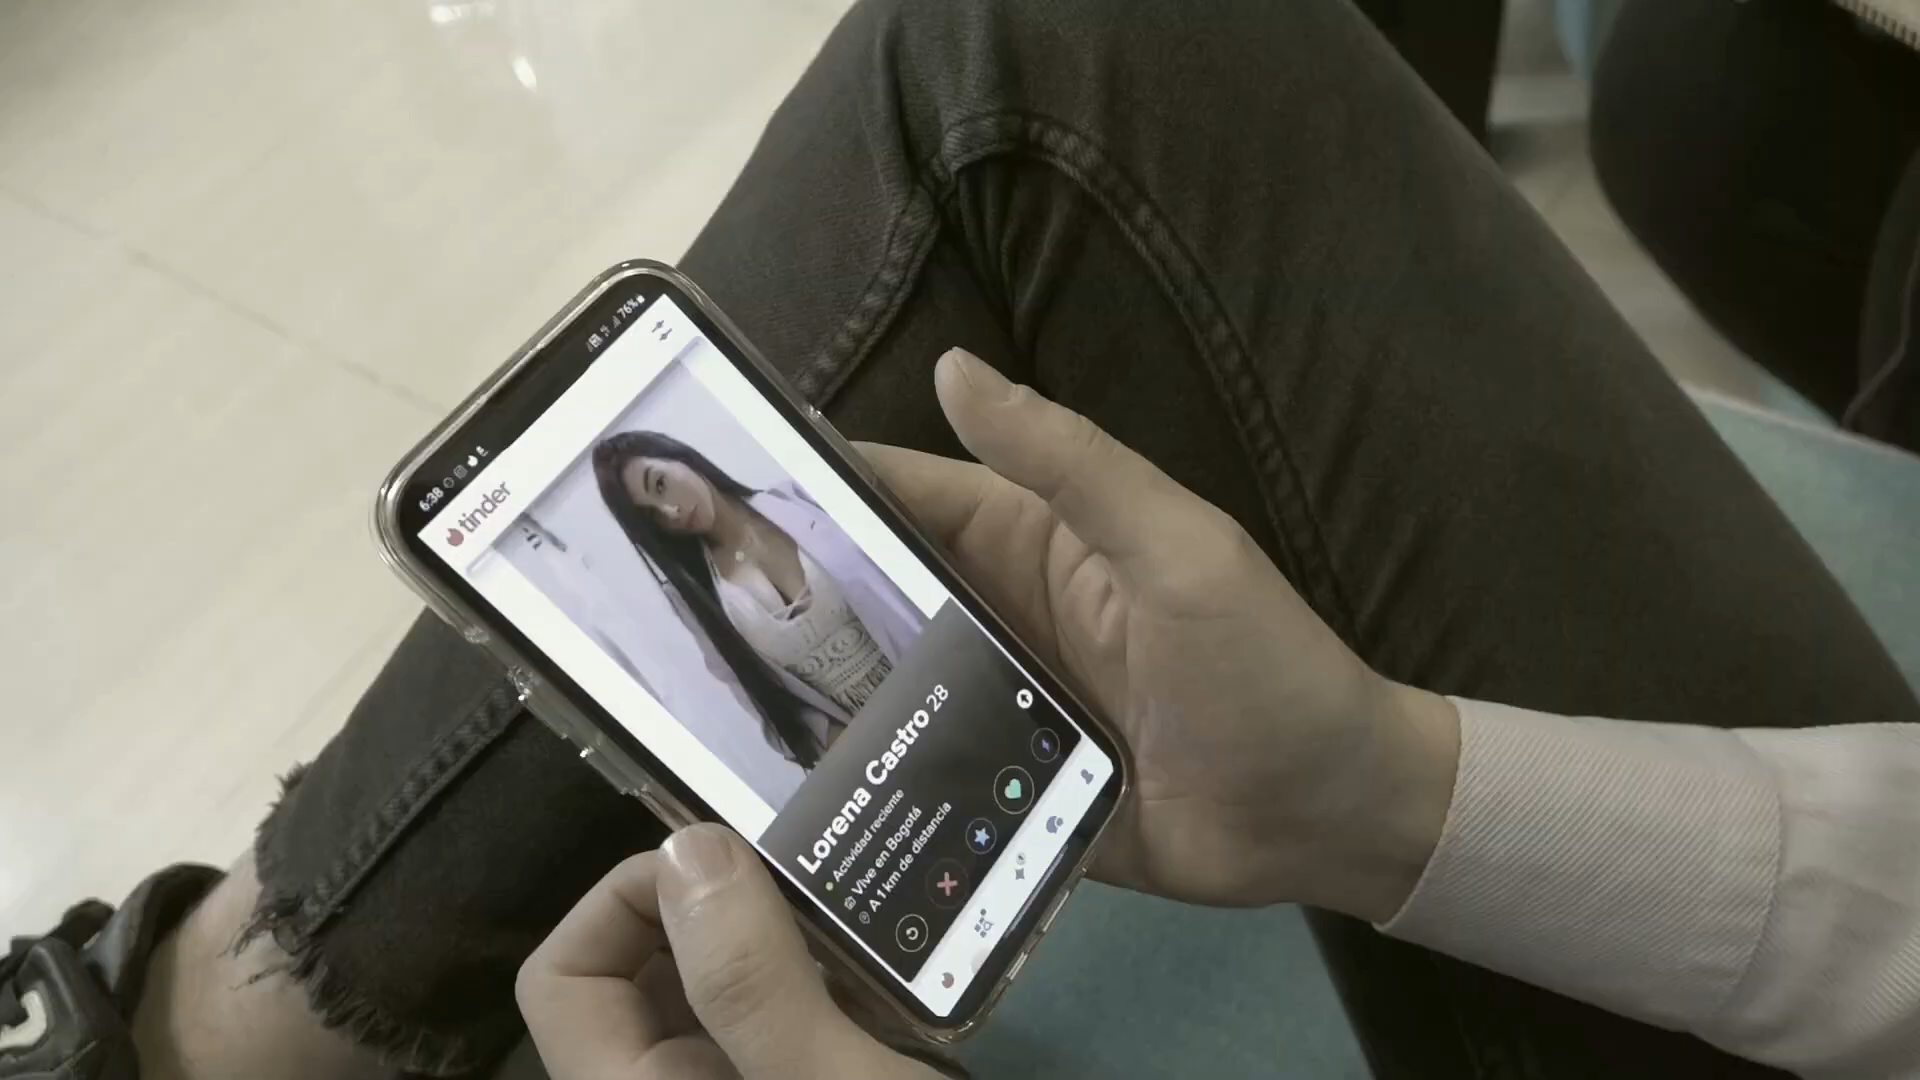 6:38 76%
tinder
Lorena Castro 28
Actividad reciente
Vive en Bogotá
A 1 km de distancia